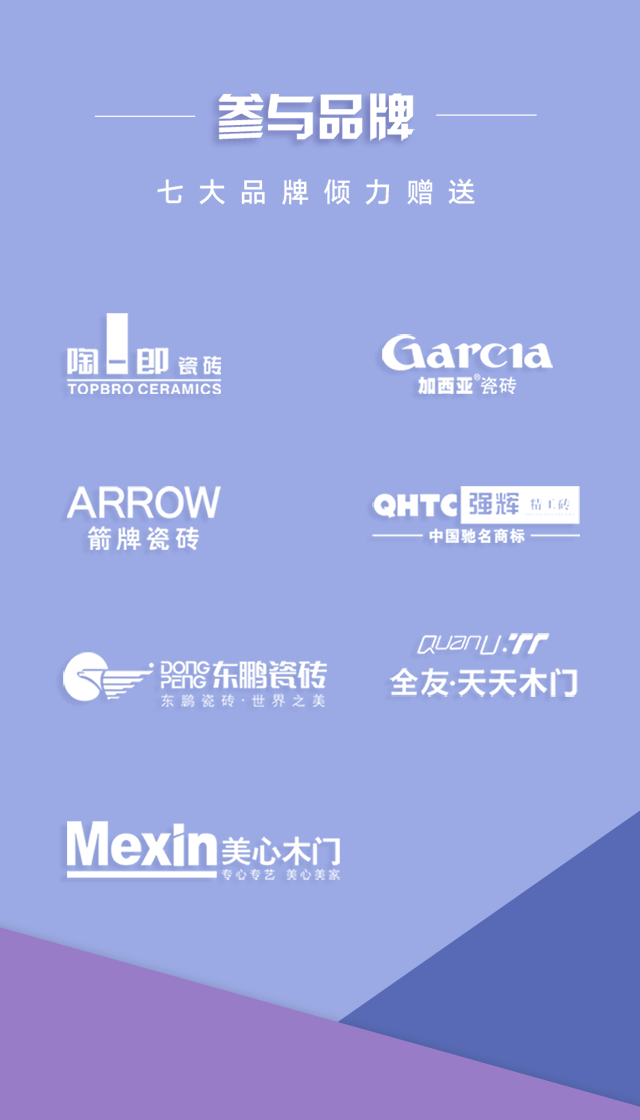 参与品牌
七大品牌倾力赠送
陶一郎 瓷砖
TOPBRO CERAMICS
Garcia
加西亚®瓷砖
ARROW
箭牌瓷砖
QHTC 强辉 精工砖
中国驰名商标
DONG PENG 东鹏瓷砖
东鹏瓷砖·世界之美
QuanU.TT
全友·天天木门
Mexin 美心木门
专心专艺 美心美家